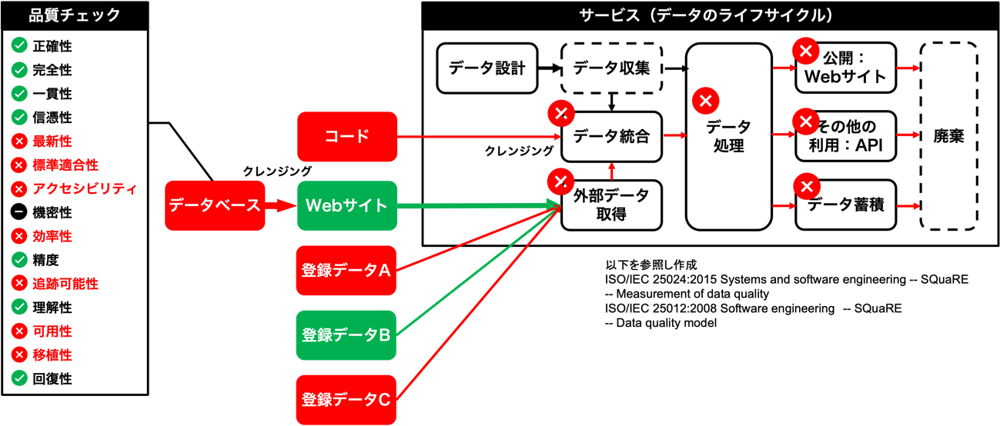 品質チェック
正確性
完全性
一貫性
信憑性
最新性
標準適合性
アクセシビリティ
機密性
効率性
精度
追跡可能性
理解性
可用性
移植性
回復性
データベース
クレンジング
コード
Webサイト
登録データA
登録データB
登録データC
サービス（データのライフサイクル）
データ設計
データ収集
クレンジング
データ統合
外部データ
取得
データ
処理
公開：
Webサイト
その他の
利用：API
データ蓄積
廃棄
以下を参照し作成
ISO/IEC 25024:2015 Systems and software engineering -- SQuaRE
-- Measurement of data quality
ISO/IEC 25012:2008 Software engineering -- SQuaRE
-- Data quality model